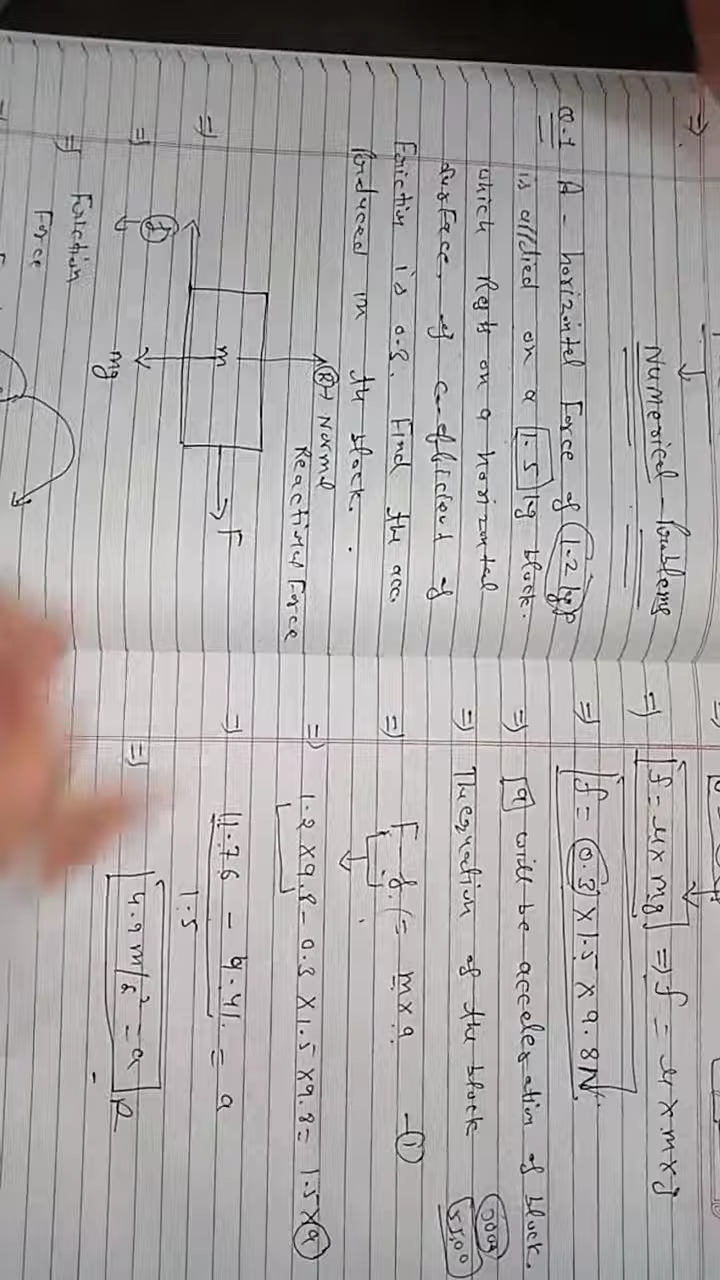 Numerical - Problems
Q.1 A - horizontal Force of 1.2 kgf
is applied on a 1.5 kg block.
which Rests on a horizontal
surface, of co-efficient of
Friction is 0.3. Find the acc.
Produced in the block.
R → Normal
Reactional Force
m
F
f
mg
⇒ Friction
Force
⇒ f = μ x mg ⇒ f = μ x m x g
⇒ f = 0.3 x 1.5 x 9.8 N
⇒ a will be acceleration of block.
⇒ The equation of the block
⇒ F - f = m x a - ①
⇒ 1.2 x 9.8 - 0.3 x 1.5 x 9.8 = 1.5 x a
⇒ 11.76 - 4.41 = a
1.5
⇒ 4.9 m/s² = a